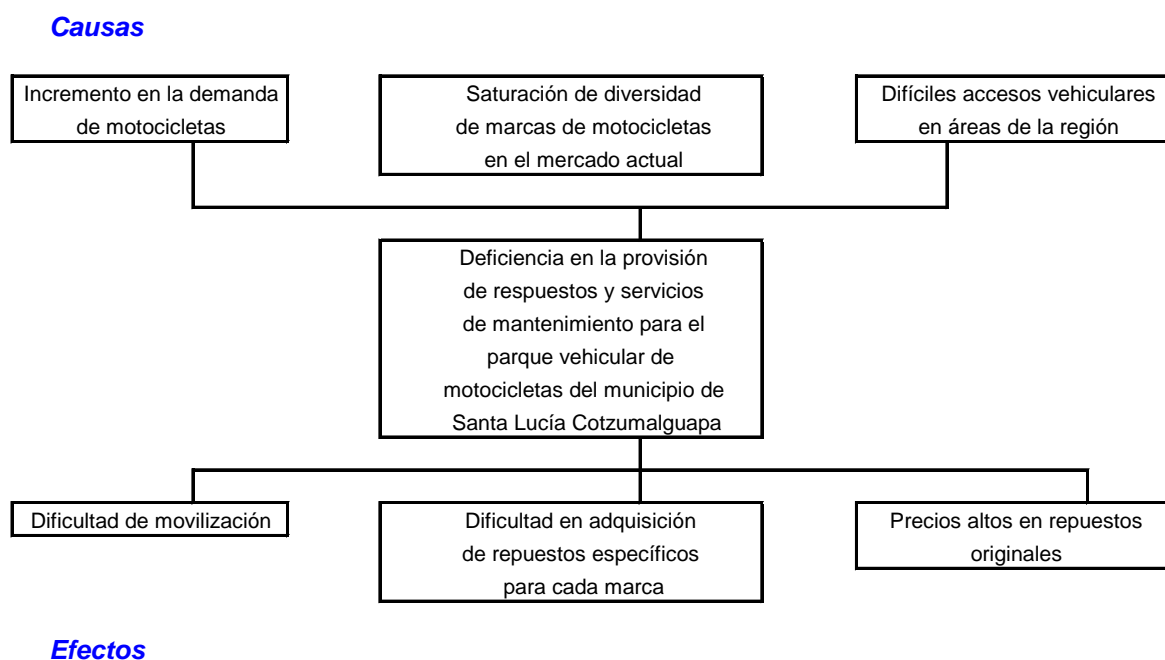 Causas
Incremento en la demanda
de motocicletas
Saturación de diversidad
de marcas de motocicletas
en el mercado actual
Difíciles accesos vehiculares
en áreas de la región
Deficiencia en la provisión
de respuestos y servicios
de mantenimiento para el
parque vehicular de
motocicletas del municipio de
Santa Lucía Cotzumalguapa
Dificultad de movilización
Dificultad en adquisición
de repuestos específicos
para cada marca
Precios altos en repuestos
originales
Efectos